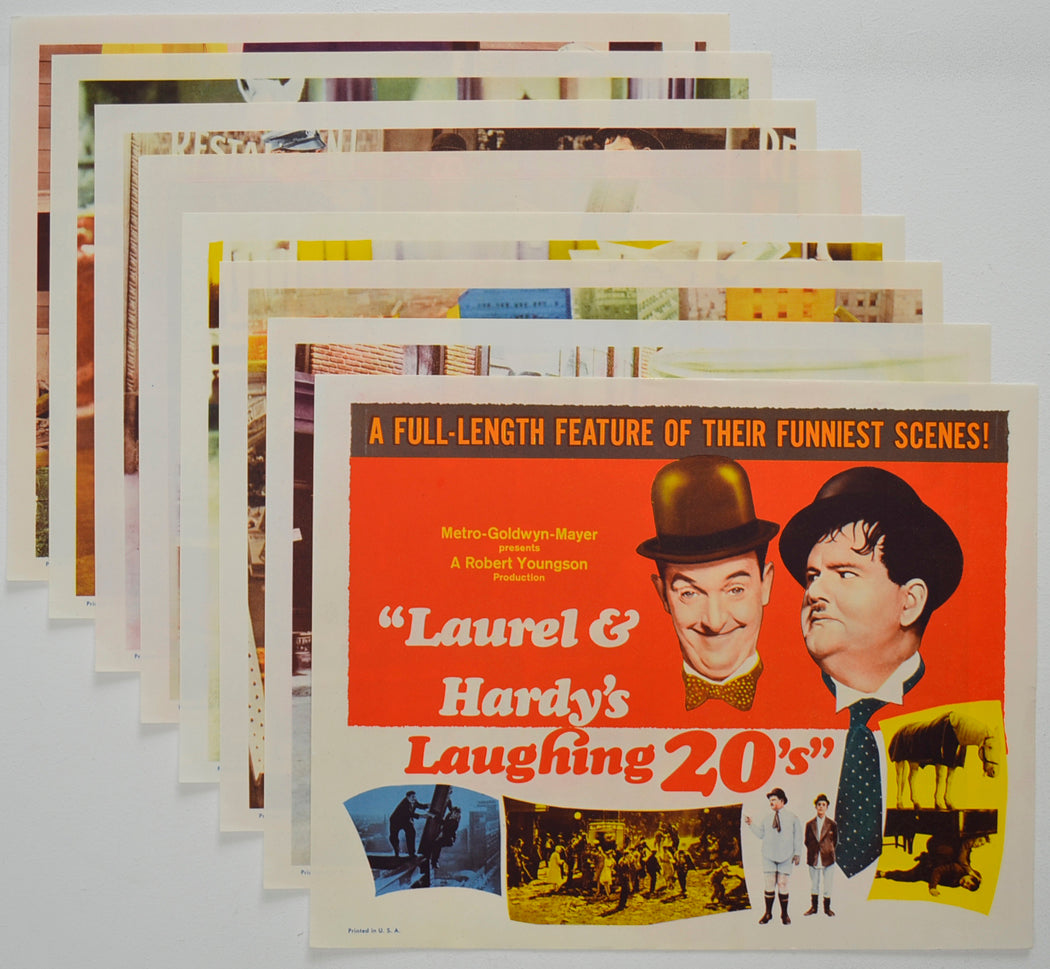 RESTA
A FULL-LENGTH FEATURE OF THEIR FUNNIEST SCENES!
Metro-Goldwyn-Mayer
presents
A Robert Youngson
Production
“Laurel &
Hardy's
Laughing 20's”
Printed in U. S. A.